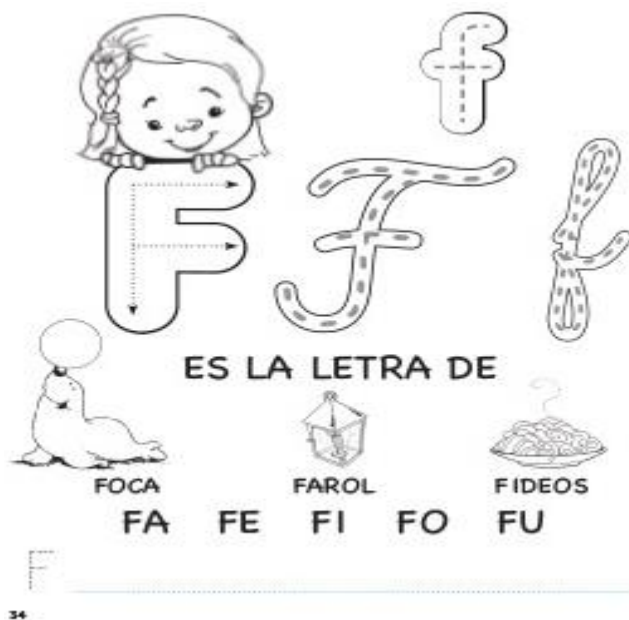 f
F F f
ES LA LETRA DE
FOCA FAROL FIDEOS
FA FE FI FO FU
F
34